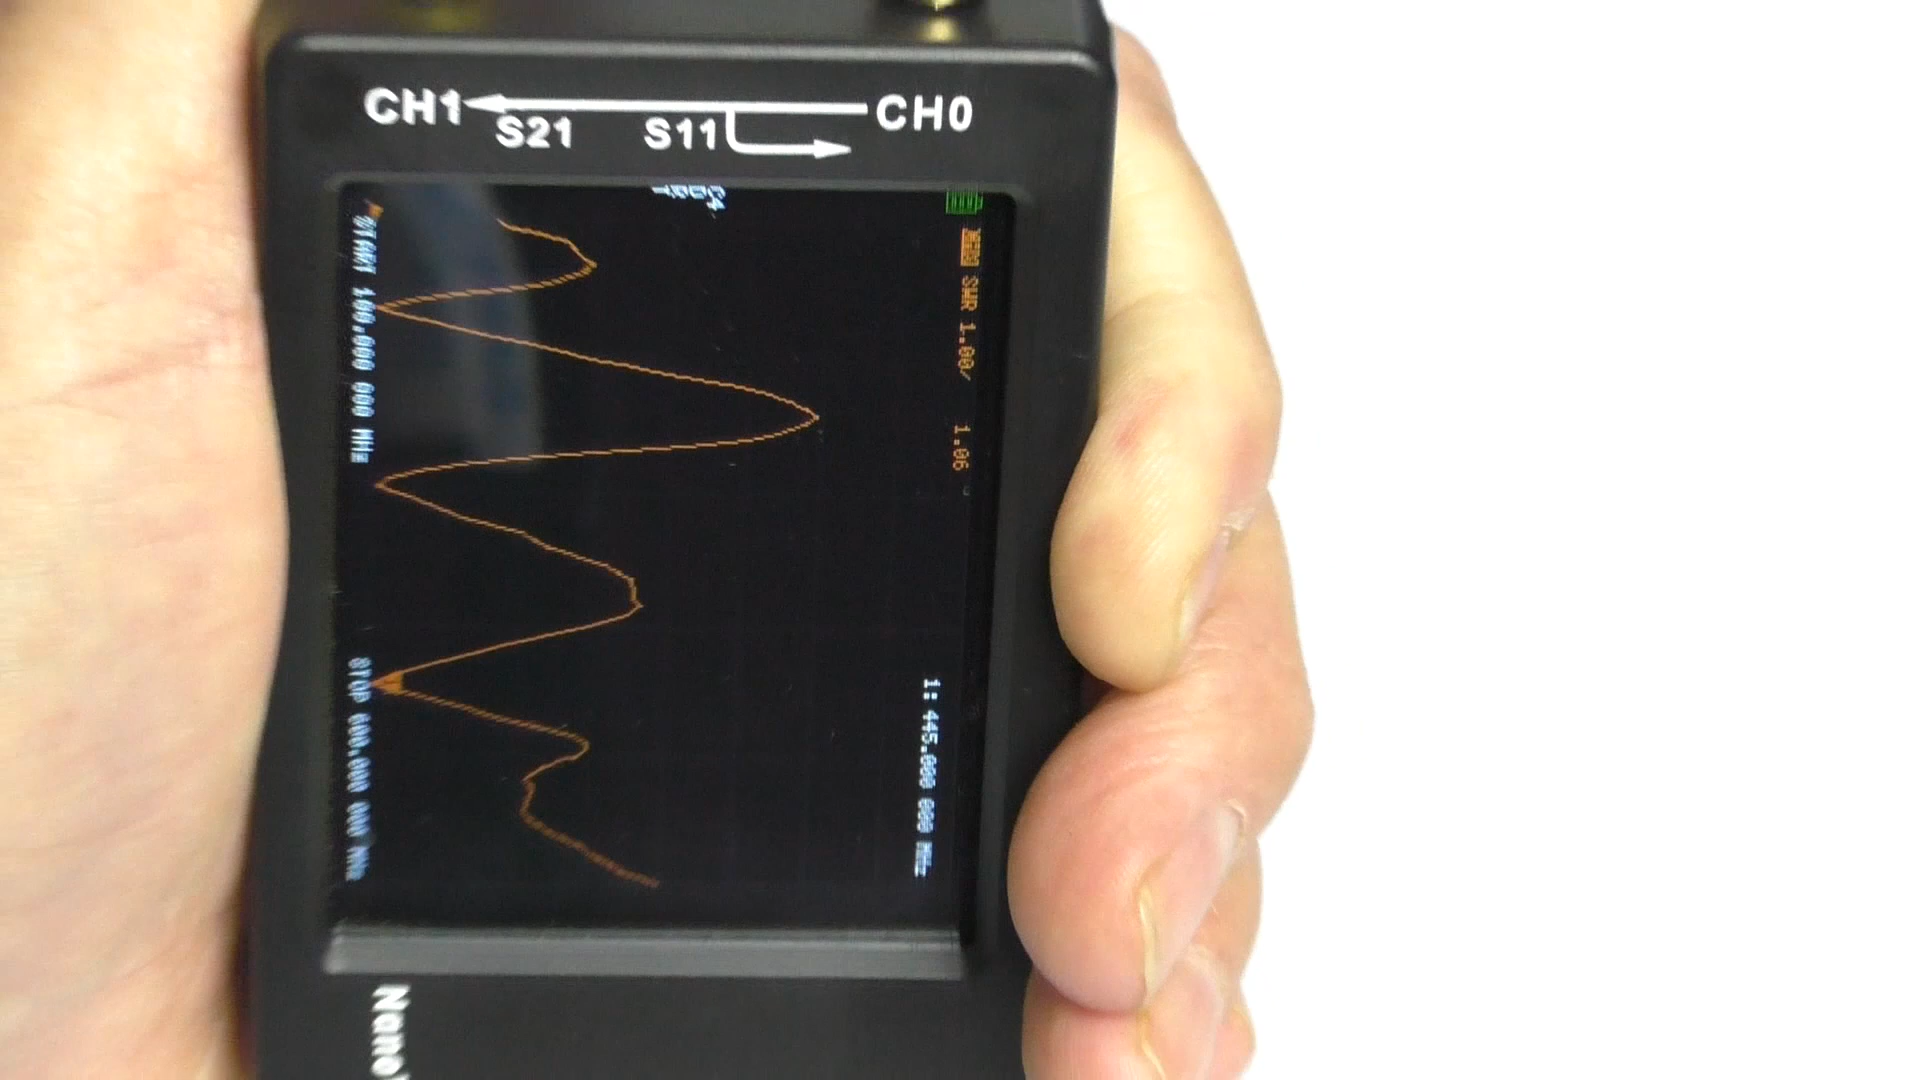 CH1 CH0
S21 S11
CH0 SWR 1.00/ 1.06
1: 445.000 000 MHz
START 100.000 000 MHz
STOP 600.000 000 MHz